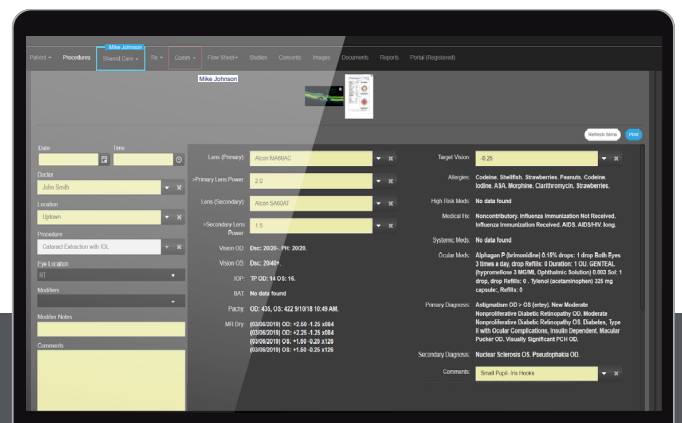 Mike Johnson
Patient Procedures Shared Care Rx Comm Flow Sheet Studies Consents Images Documents Reports Portal (Registered)
Mike Johnson
Refresh Items Print
Date Time
Doctor
John Smith
Location
Uptown
Procedure
Cataract Extraction with IOL
Eye Location
RT
Modifiers
Modifier Notes
Comments
Lens (Primary): Alcon MA60AC
>Primary Lens Power 2.0
Lens (Secondary): Alcon SA60AT
>Secondary Lens Power 1.5
Vision OD: Dsc: 20/20-, PH: 20/20.
Vision OS: Dsc: 20/40+.
IOP: TP OD: 14 OS: 16.
BAT: No data found
Pachy: OD: 435, OS: 422 9/10/18 10:49 AM.
MR Dry: (03/06/2019) OD: +2.50 -1.25 x084
(03/06/2019) OD: +2.25 -1.25 x084
(03/06/2019) OS: +1.50 -0.25 x126
(03/06/2019) OS: +1.50 -0.25 x126
Target Vision: -0.25
Allergies: Codeine. Shellfish. Strawberries. Peanuts. Codeine.
Iodine. ASA. Morphine. Clarithromycin. Strawberries.
High Risk Meds: No data found
Medical Hx: Noncontributory. Influenza Immunization Not Received.
Influenza Immunization Received. AIDS. AIDS/HIV. long.
Systemic Meds: No data found
Ocular Meds: Alphagan P (brimonidine) 0.15% drops: 1 drop Both Eyes
3 times a day, drop Refills: 0 Duration: 1 OU. GENTEAL
(hypromellose 3 MG/ML Ophthalmic Solution) 0.003 Sol: 1
drop, drop Refills: 0 . Tylenol (acetaminophen) 325 mg
capsule:, Refills: 0
Primary Diagnosis: Astigmatism OD > OS (entry). New Moderate
Nonproliferative Diabetic Retinopathy OD. Moderate
Nonproliferative Diabetic Retinopathy OS. Diabetes, Type
II with Ocular Complications, Insulin Dependent. Macular
Pucker OD. Visually Significant PCH OD.
Secondary Diagnosis: Nuclear Sclerosis OS. Pseudophakia OD.
Comments: Small Pupil- Iris Hooks